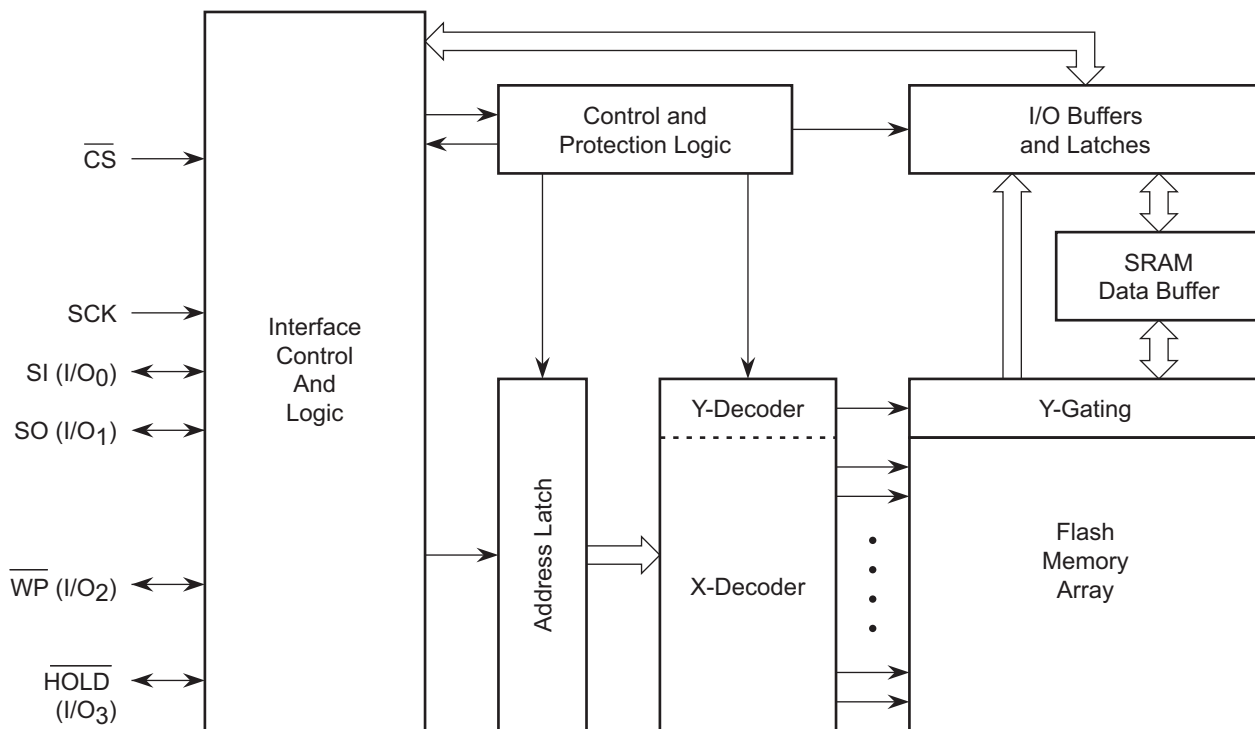 Control and
Protection Logic
I/O Buffers
and Latches
CS
SRAM
Data Buffer
SCK
Interface
Control
And
Logic
SI (I/O0)
SO (I/O1)
Y-Decoder
Y-Gating
Address Latch
X-Decoder
Flash
Memory
Array
WP (I/O2)
HOLD
(I/O3)